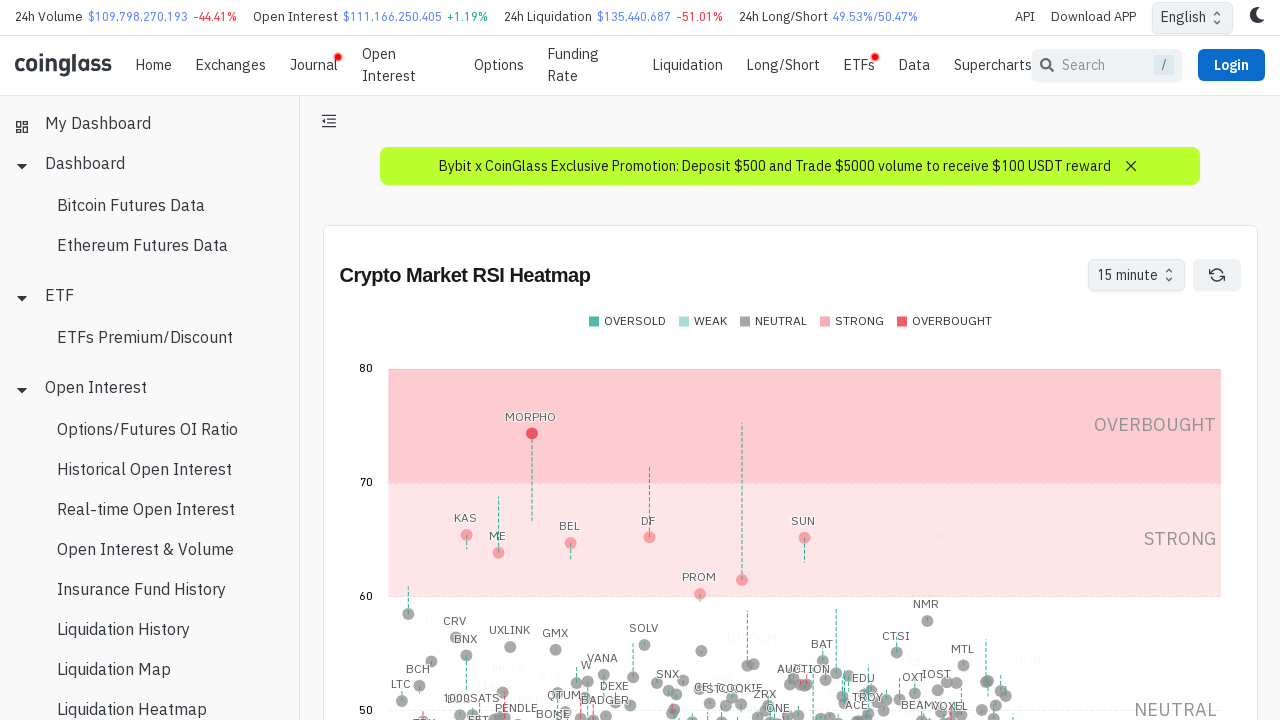 24h Volume $109,798,270,193 -44.41% Open Interest $111,166,250,405 +1.19% 24h Liquidation $135,440,687 -51.01% 24h Long/Short 49.53%/50.47% API Download APP English
coinglass Home Exchanges Journal Open Interest Options Funding Rate Liquidation Long/Short ETFs Data Supercharts Search / Login
My Dashboard
Dashboard
Bitcoin Futures Data
Ethereum Futures Data
ETF
ETFs Premium/Discount
Open Interest
Options/Futures OI Ratio
Historical Open Interest
Real-time Open Interest
Open Interest & Volume
Insurance Fund History
Liquidation History
Liquidation Map
Liquidation Heatmap
Bybit x CoinGlass Exclusive Promotion: Deposit $500 and Trade $5000 volume to receive $100 USDT reward
Crypto Market RSI Heatmap
15 minute
OVERSOLD WEAK NEUTRAL STRONG OVERBOUGHT
80
MORPHO
OVERBOUGHT
70
KAS
ME
BEL
DF
SUN
STRONG
PROM
60
NMR
CRV
BNX
UXLINK
GMX
SOLV
CTSI
BAT
MTL
VANA
W
BCH
LTC
SNX
AUCTION
EDU
OXT
IOST
DEXE
1000SATS
QTUM
BADGER
COOKIE
ZRX
TROY
ACE
PENDLE
BOISE
ONE
BEAMX
VOXEL
50
NEUTRAL